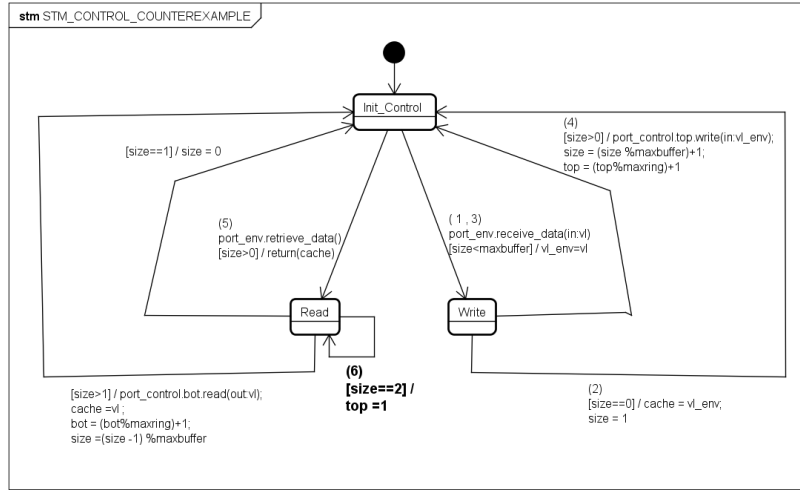 stm STM_CONTROL_COUNTEREXAMPLE
Init_Control
(4)
[size>0] / port_control.top.write(in:vl_env);
size = (size %maxbuffer)+1;
top = (top%maxring)+1
[size==1] / size = 0
(5)
port_env.retrieve_data()
[size>0] / return(cache)
( 1 , 3)
port_env.receive_data(in:vl)
[size<maxbuffer] / vl_env=vl
Read
Write
(6)
[size==2] /
top =1
[size>1] / port_control.bot.read(out:vl);
cache =vl ;
bot = (bot%maxring)+1;
size =(size -1) %maxbuffer
(2)
[size==0] / cache = vl_env;
size = 1